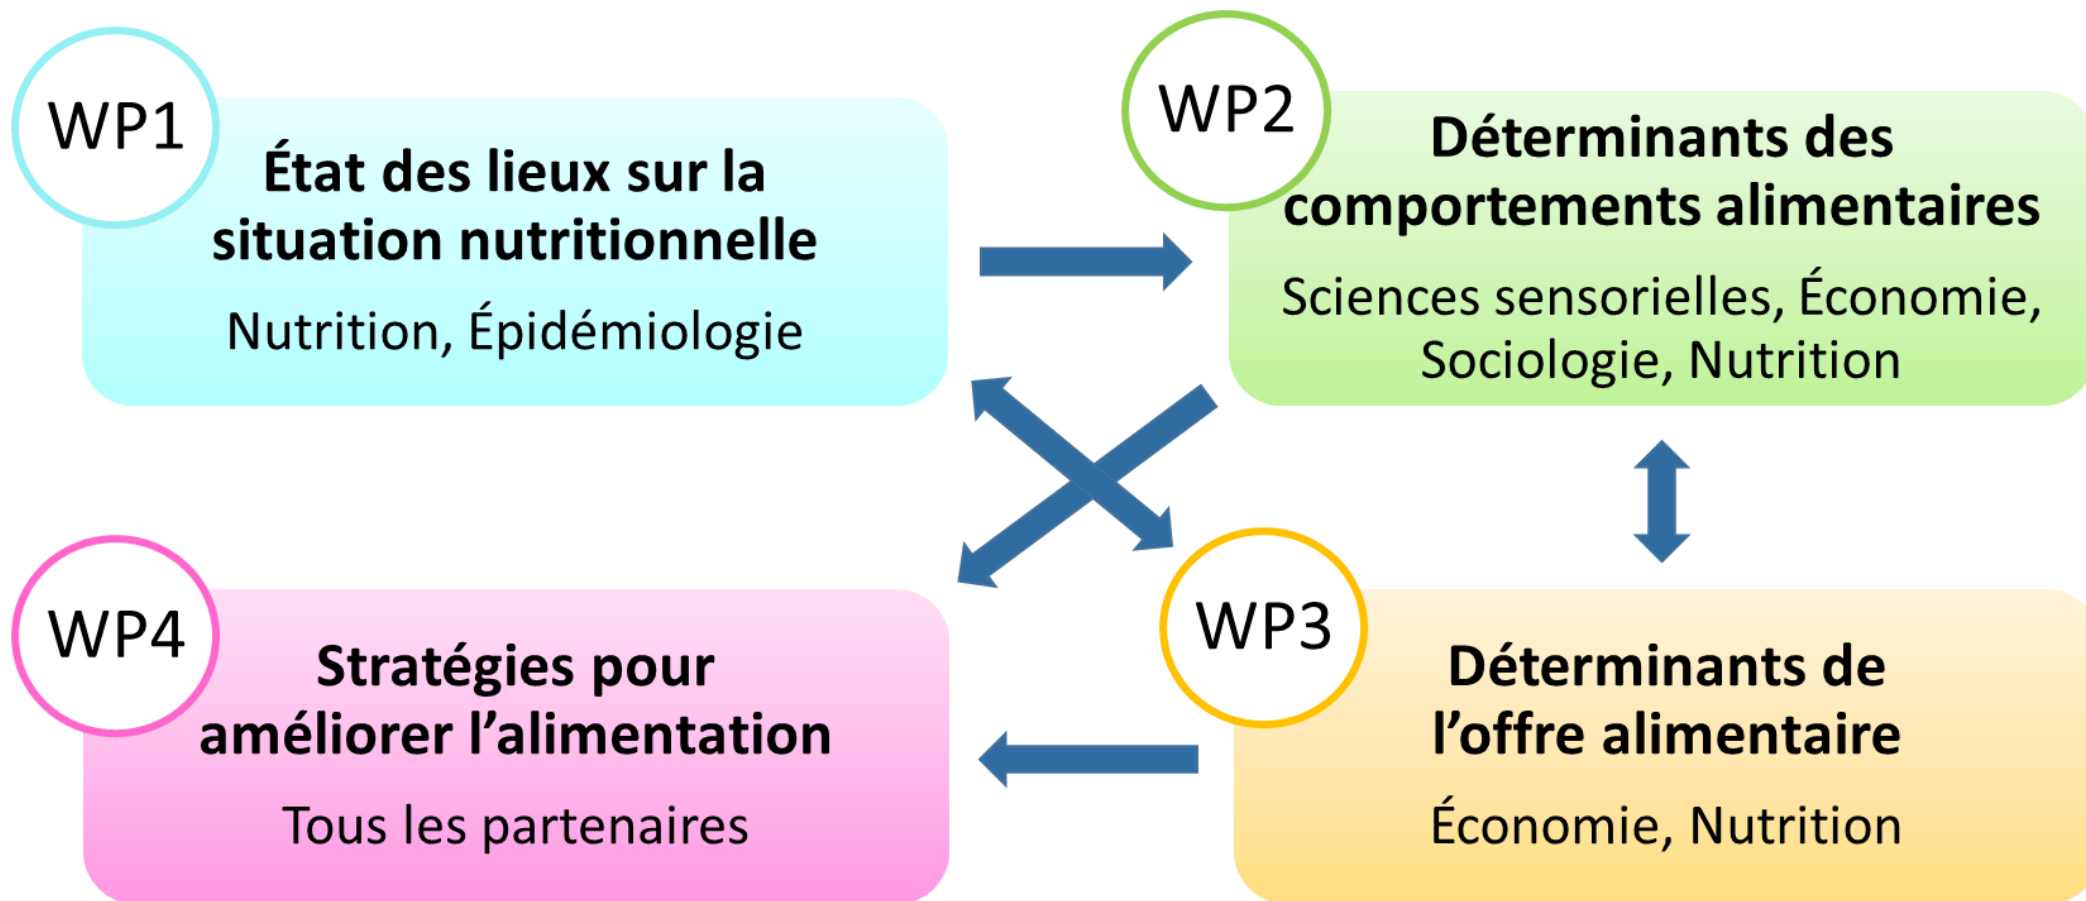 WP1
État des lieux sur la
situation nutritionnelle
Nutrition, Épidémiologie
WP2
Déterminants des
comportements alimentaires
Sciences sensorielles, Économie,
Sociologie, Nutrition
WP4
Stratégies pour
améliorer l’alimentation
Tous les partenaires
WP3
Déterminants de
l’offre alimentaire
Économie, Nutrition